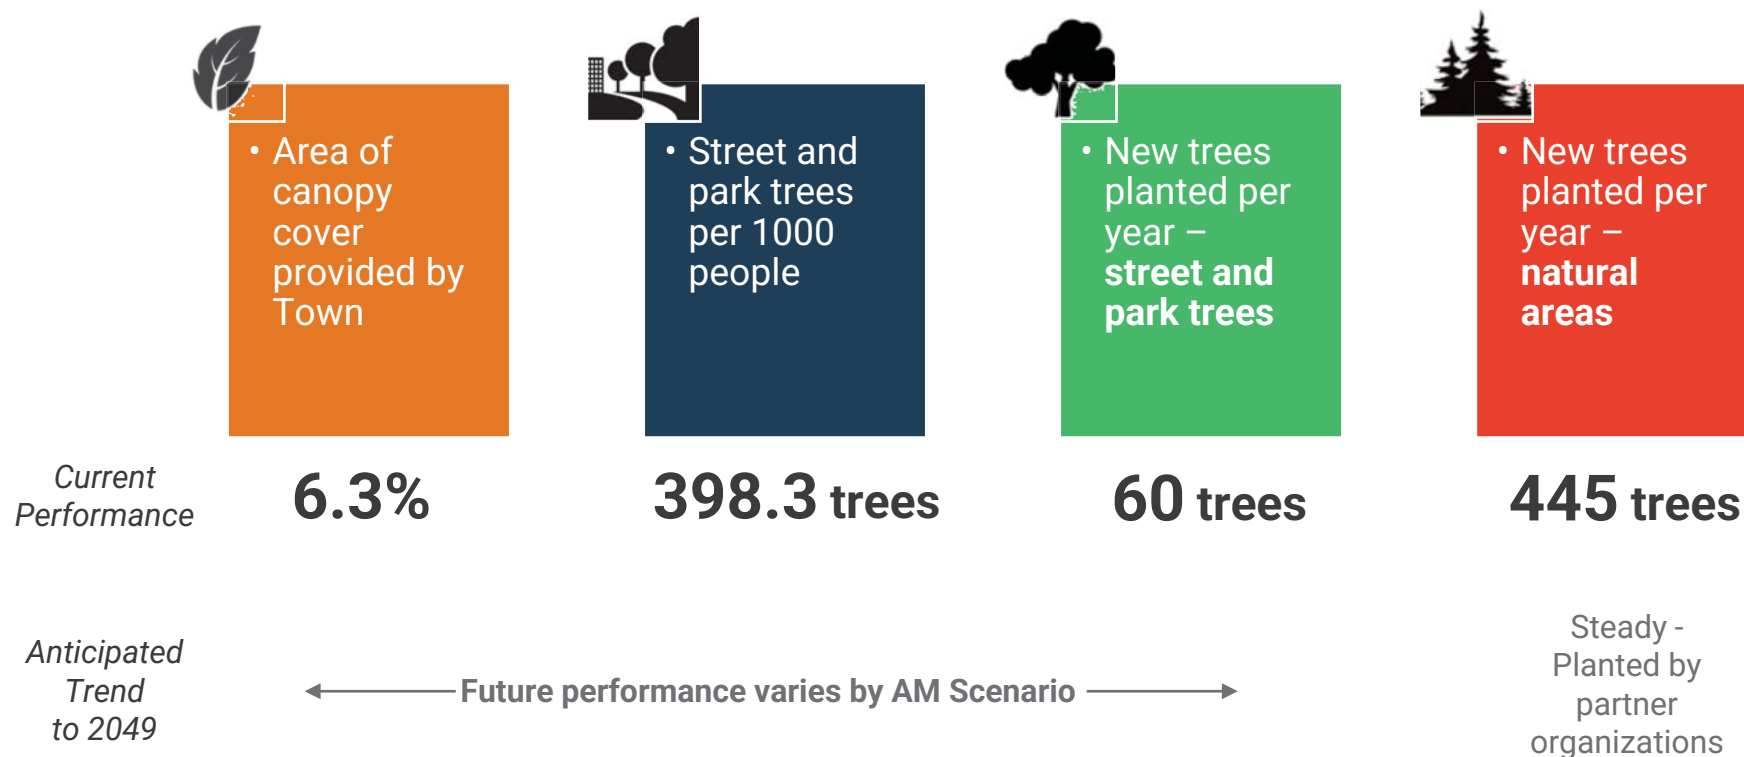 • Area of
canopy
cover
provided by
Town
• Street and
park trees
per 1000
people
• New trees
planted per
year –
street and
park trees
• New trees
planted per
year –
natural
areas
Current
Performance
6.3%
398.3 trees
60 trees
445 trees
Anticipated
Trend
to 2049
Future performance varies by AM Scenario
Steady -
Planted by
partner
organizations